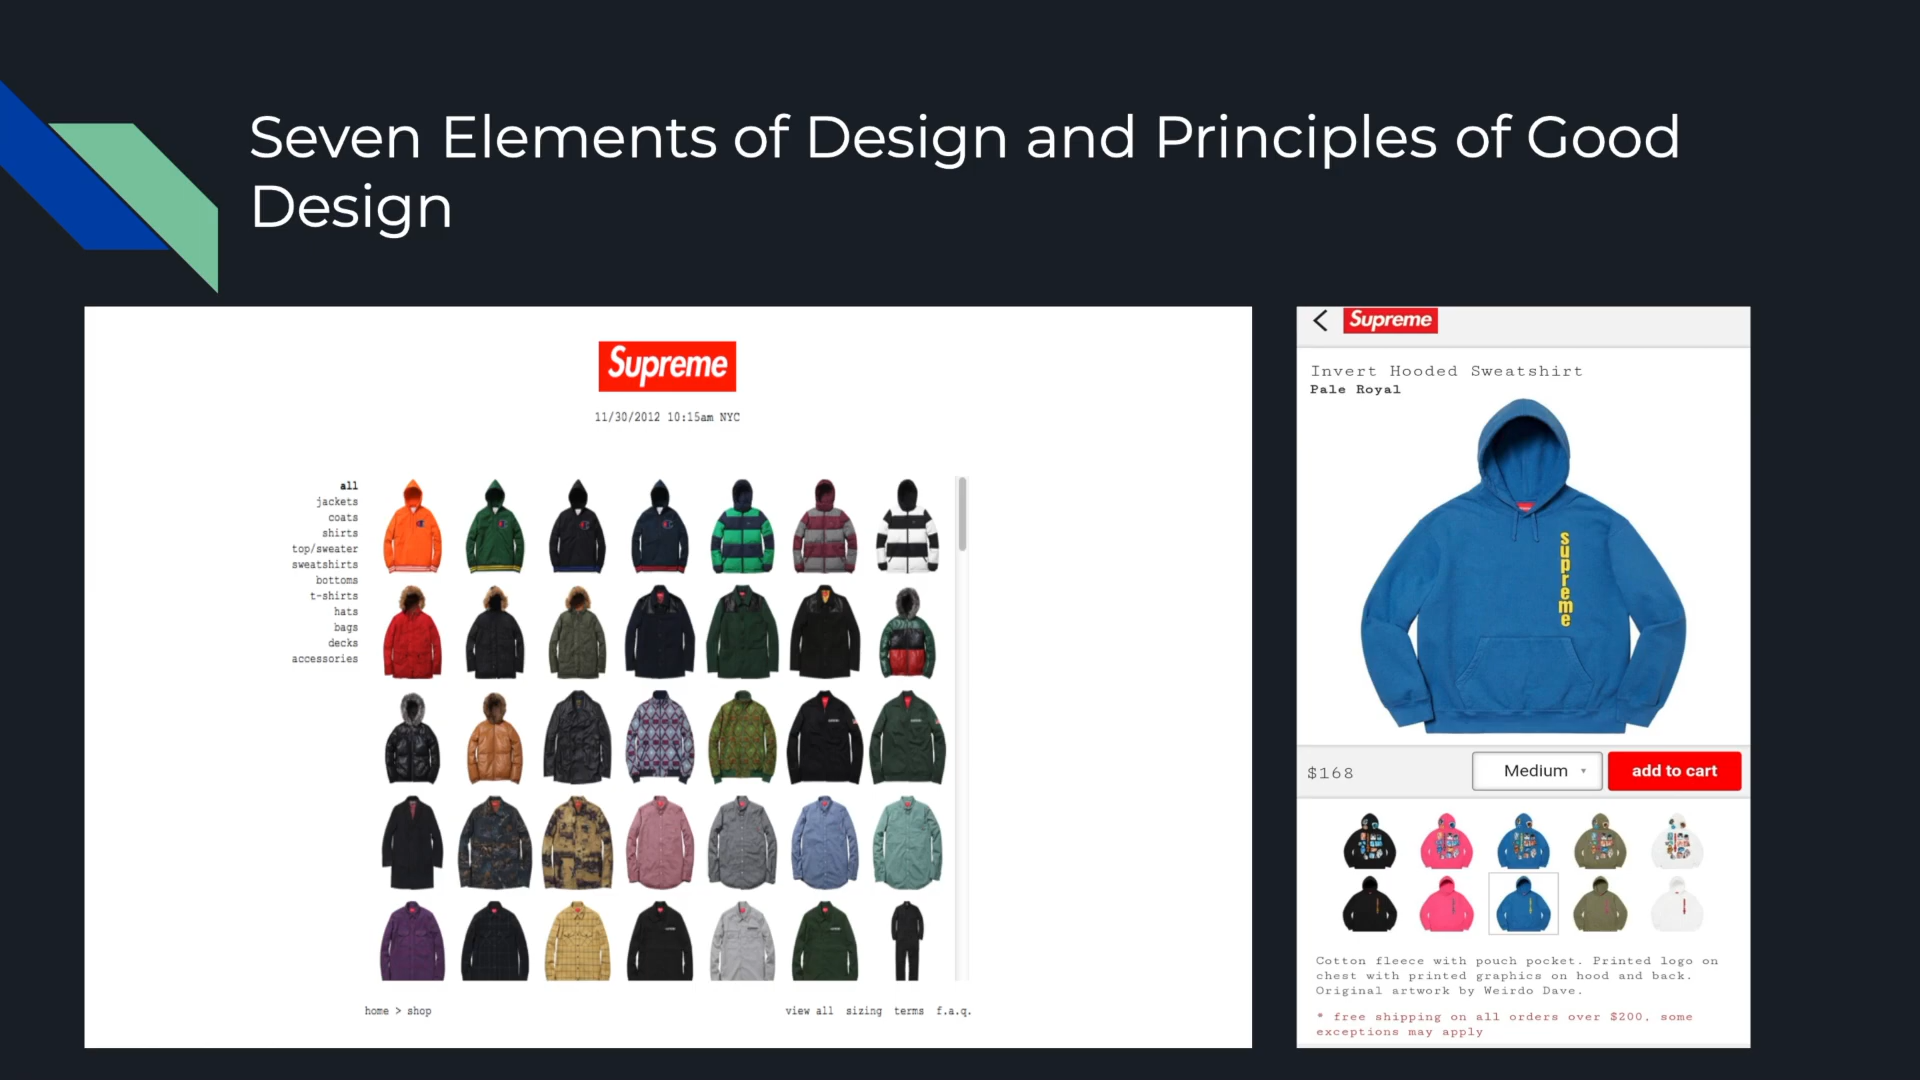 Seven Elements of Design and Principles of Good
Design
Supreme
11/30/2012 10:15am NYC
all
jackets
coats
shirts
top/sweater
sweatshirts
bottoms
t-shirts
hats
bags
decks
accessories
home > shop
view all sizing terms f.a.q.
Supreme
Invert Hooded Sweatshirt
Pale Royal
supreme
$168
Medium
add to cart
Cotton fleece with pouch pocket. Printed logo on
chest with printed graphics on hood and back.
Original artwork by Weirdo Dave.
* free shipping on all orders over $200, some
exceptions may apply